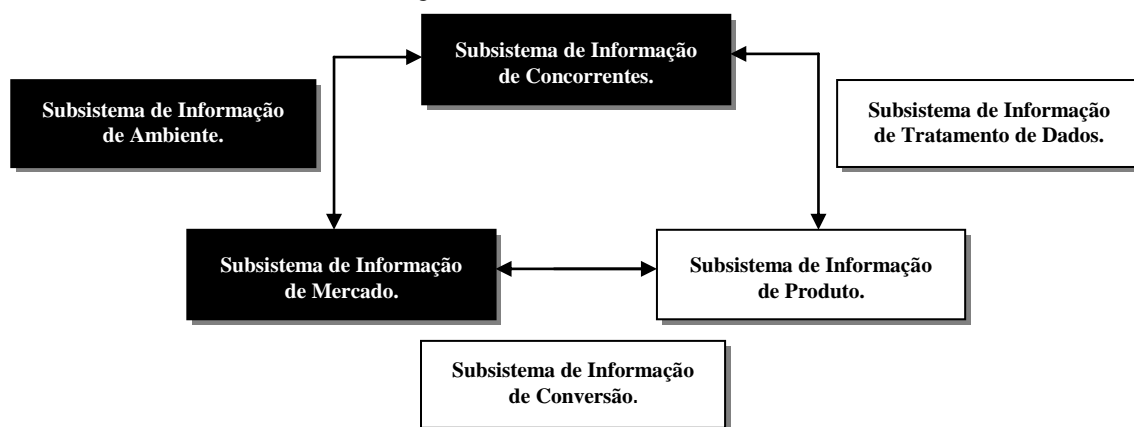 Subsistema de Informação
de Concorrentes.
Subsistema de Informação
de Ambiente.
Subsistema de Informação
de Tratamento de Dados.
Subsistema de Informação
de Mercado.
Subsistema de Informação
de Produto.
Subsistema de Informação
de Conversão.